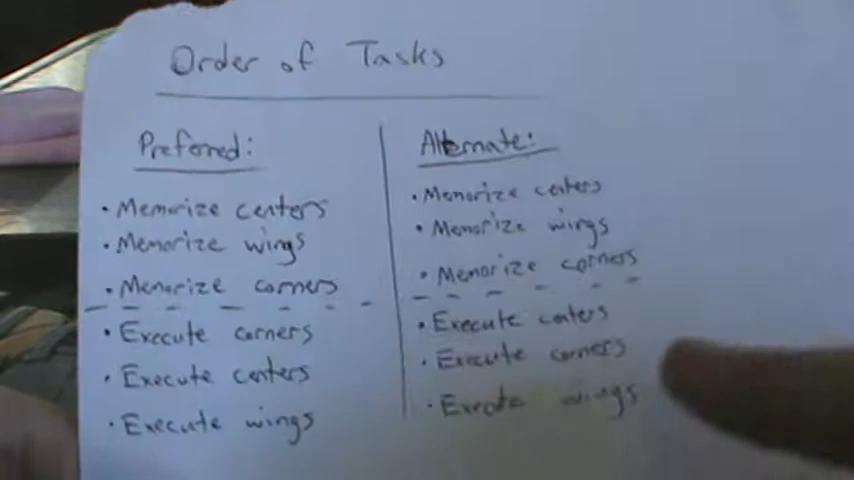 Order of Tasks
Preferred:
• Memorize centers
• Memorize wings
• Memorize corners
• Execute corners
• Execute centers
• Execute wings
Alternate:
• Memorize centers
• Memorize wings
• Memorize corners
• Execute centers
• Execute corners
• Execute wings